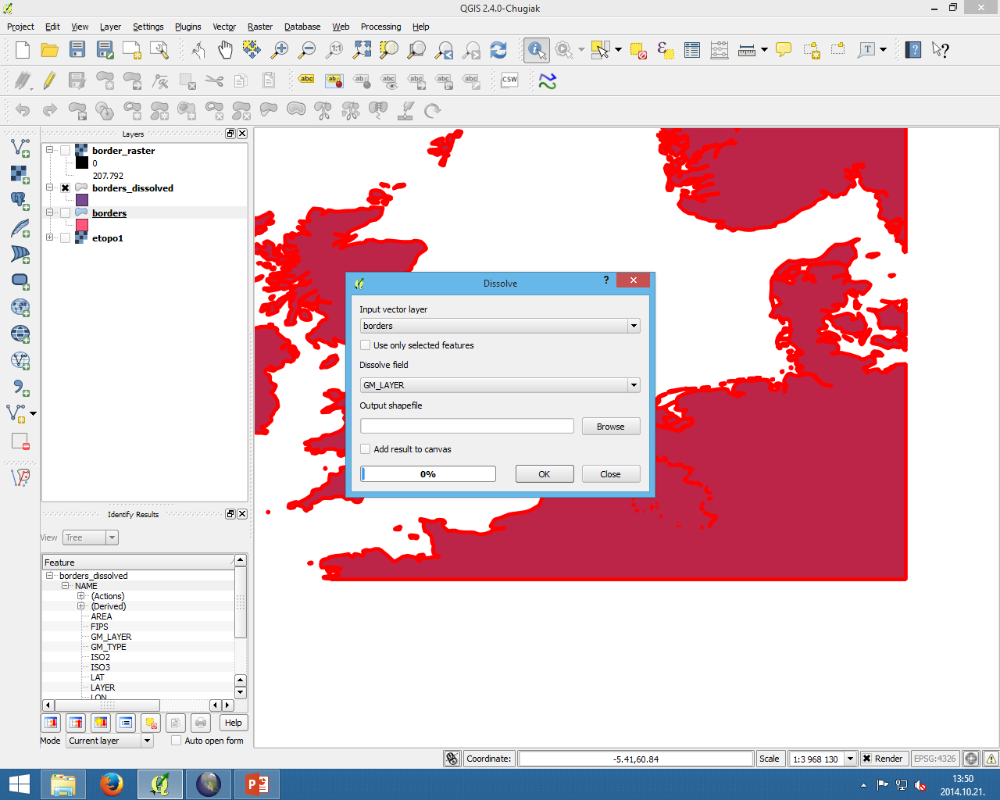 QGIS 2.4.0-Chugiak
Project Edit View Layer Settings Plugins Vector Raster Database Web Processing Help
1:1
T
?
?
abc abc abc abc abc abc abc CSW
Layers
border_raster
0
207.792
borders_dissolved
borders
etopo1
Dissolve
?
Input vector layer
borders
Use only selected features
Dissolve field
GM_LAYER
Output shapefile
Browse
Add result to canvas
0%
OK
Close
Identify Results
View Tree
Feature
borders_dissolved
NAME
(Actions)
(Derived)
AREA
FIPS
GM_LAYER
GM_TYPE
ISO2
ISO3
LAT
LAYER
LON
Help
Mode Current layer Auto open form
Coordinate: -5.41,60.84 Scale 1:3 968 130 Render EPSG:4326
13:50
2014.10.21.